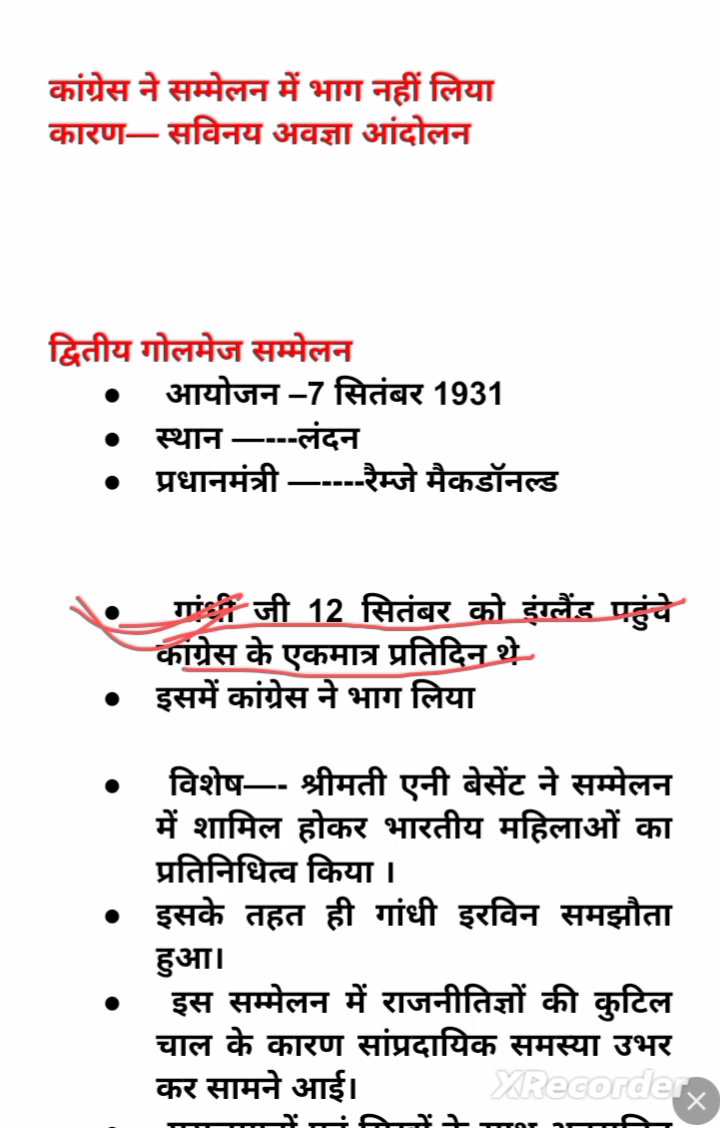 कांग्रेस ने सम्मेलन में भाग नहीं लिया
कारण— सविनय अवज्ञा आंदोलन
द्वितीय गोलमेज सम्मेलन
● आयोजन –7 सितंबर 1931
● स्थान —---लंदन
● प्रधानमंत्री —----रैम्जे मैकडॉनल्ड
● गांधी जी 12 सितंबर को इंग्लैंड पहुंचे
कांग्रेस के एकमात्र प्रतिदिन थे
● इसमें कांग्रेस ने भाग लिया
● विशेष—- श्रीमती एनी बेसेंट ने सम्मेलन
में शामिल होकर भारतीय महिलाओं का
प्रतिनिधित्व किया ।
● इसके तहत ही गांधी इरविन समझौता
हुआ।
● इस सम्मेलन में राजनीतिज्ञों की कुटिल
चाल के कारण सांप्रदायिक समस्या उभर
कर सामने आई।
XRecorder